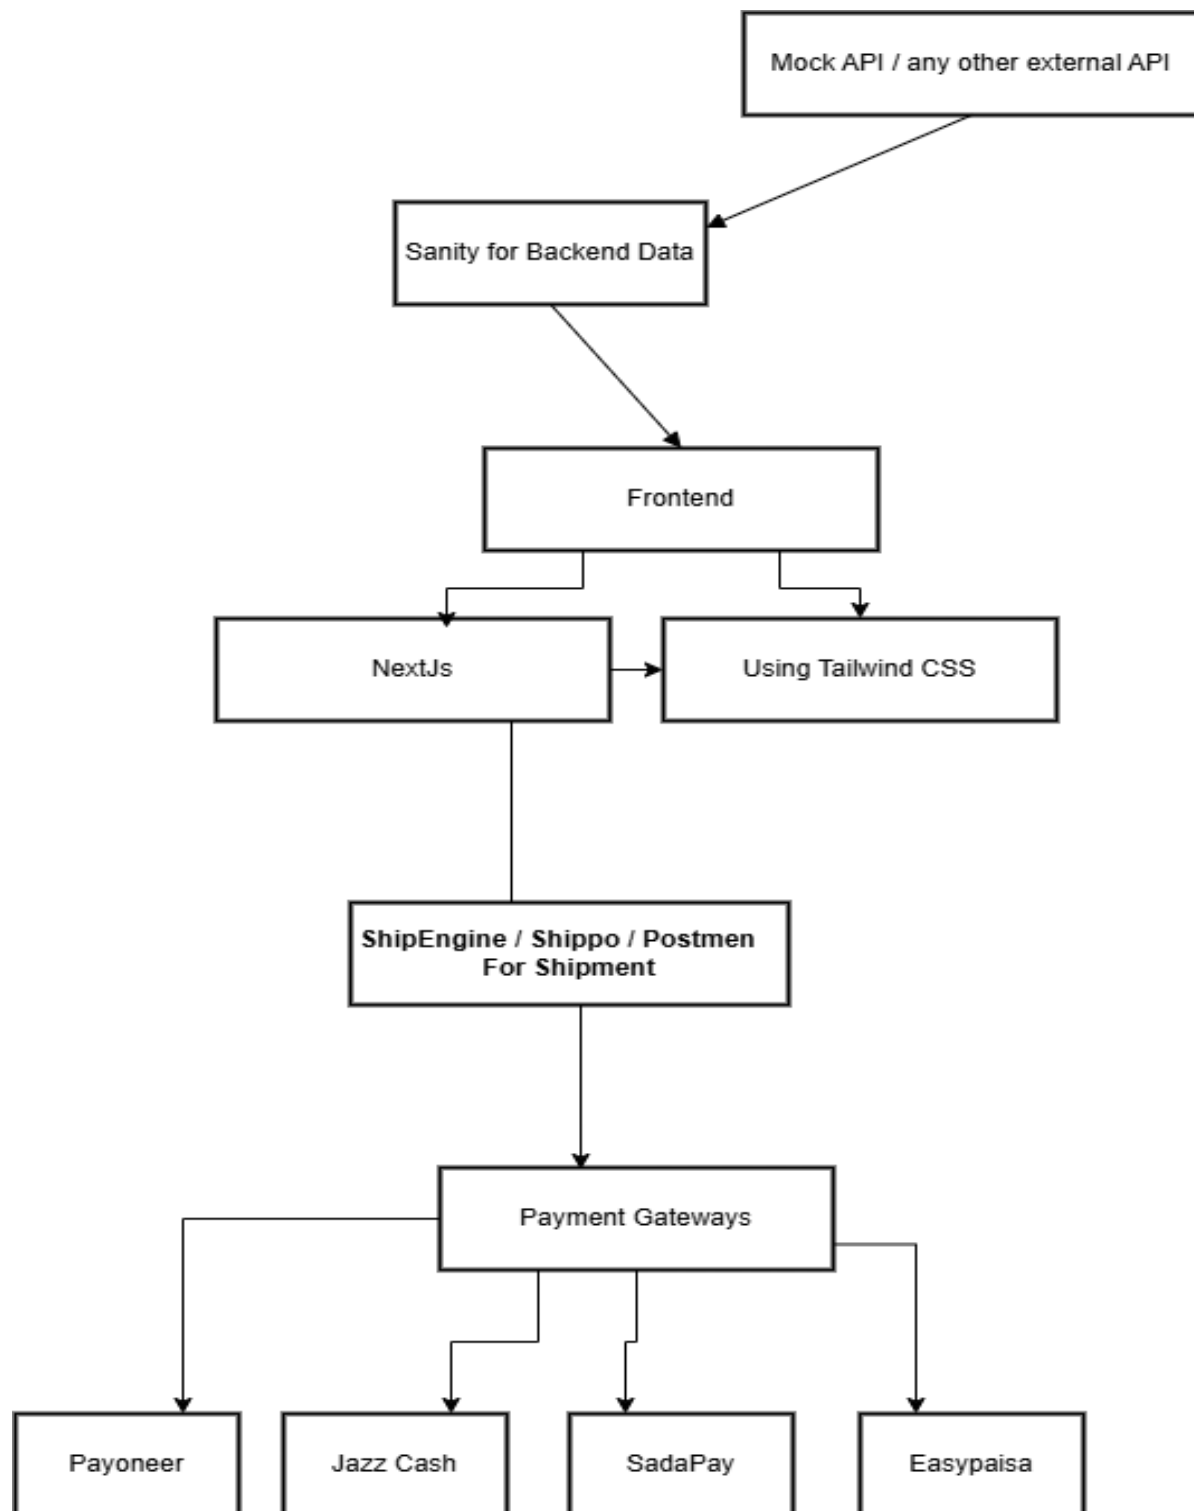 Mock API / any other external API
Sanity for Backend Data
Frontend
NextJs
Using Tailwind CSS
ShipEngine / Shippo / Postmen
For Shipment
Payment Gateways
Payoneer
Jazz Cash
SadaPay
Easypaisa